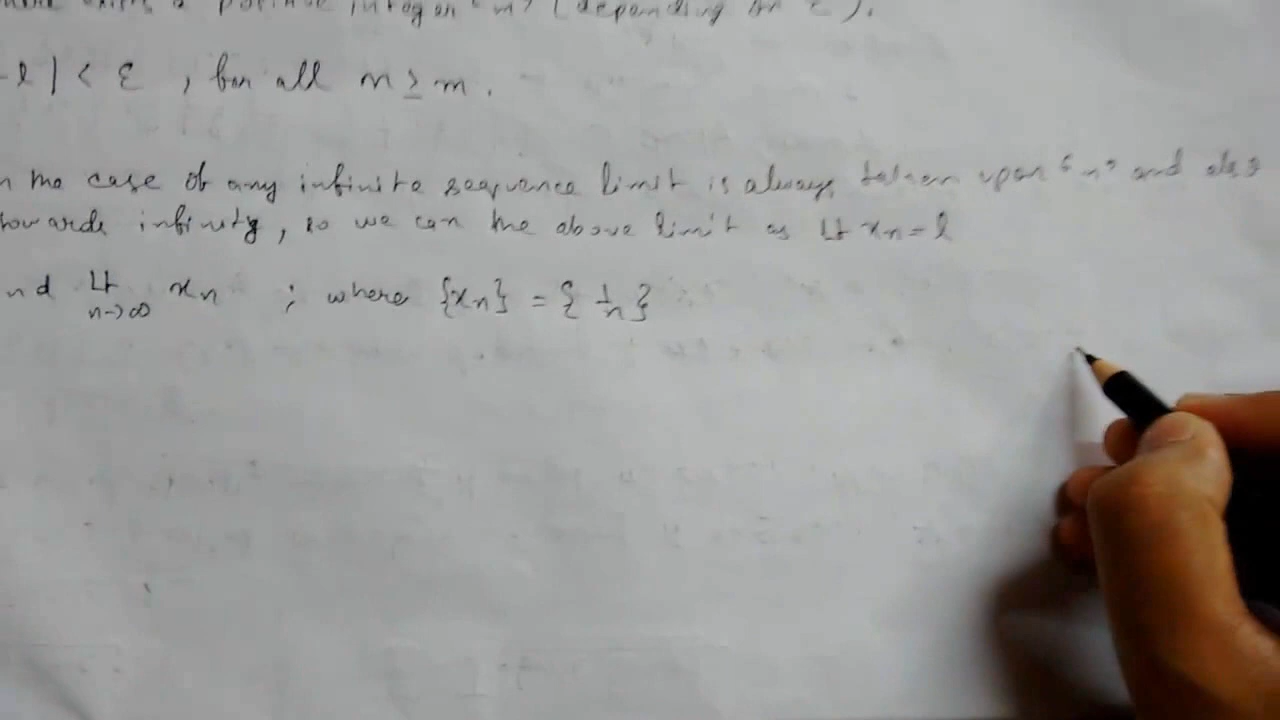 exists a positive integer "m" (depending on ε).
-l| < ε , for all n ≥ m.
n the case of any infinite sequence limit is always taken upon "n" and also
towards infinity, so we can the above limit as Lt xn = l
nd Lt n→∞ xn ; where {xn} = { 1/n }